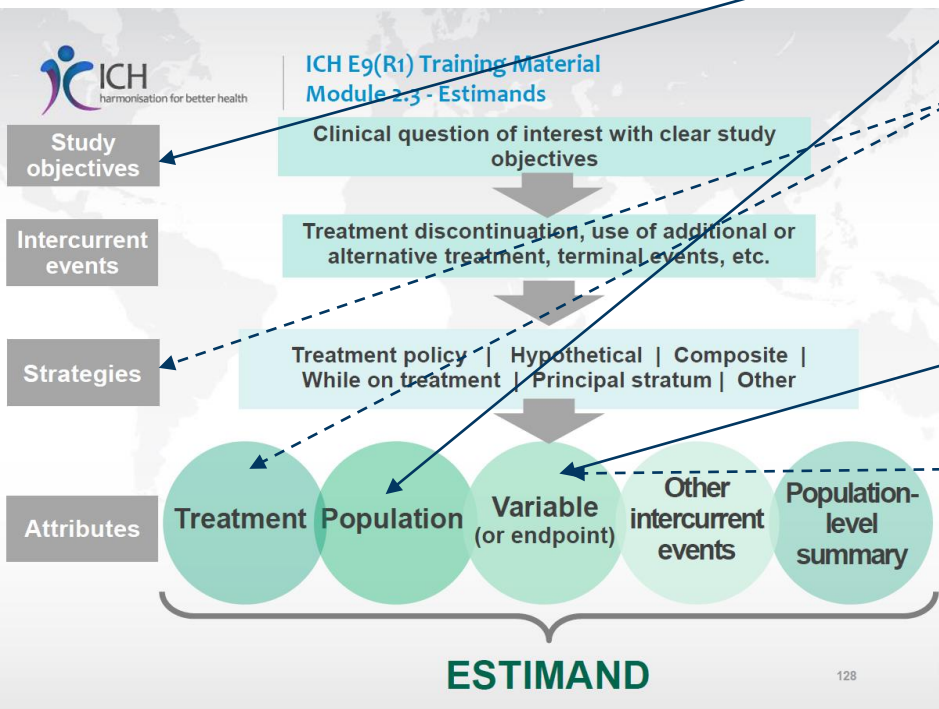 ICH
harmonisation for better health
ICH E9(R1) Training Material
Module 2.3 - Estimands
Study
objectives
Clinical question of interest with clear study
objectives
Intercurrent
events
Treatment discontinuation, use of additional or
alternative treatment, terminal events, etc.
Strategies
Treatment policy | Hypothetical | Composite |
While on treatment | Principal stratum | Other
Attributes
Treatment
Population
Variable
(or endpoint)
Other
intercurrent
events
Population-
level
summary
ESTIMAND
128